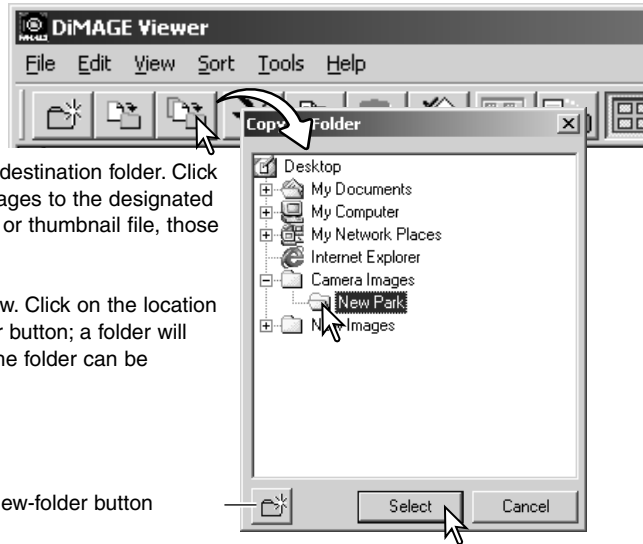 DiMAGE Viewer
File Edit View Sort Tools Help
Folder
destination folder. Click
ages to the designated
or thumbnail file, those
w. Click on the location
r button; a folder will
he folder can be
ew-folder button
Desktop
My Documents
My Computer
My Network Places
Internet Explorer
Camera Images
New Park
Images
Select Cancel